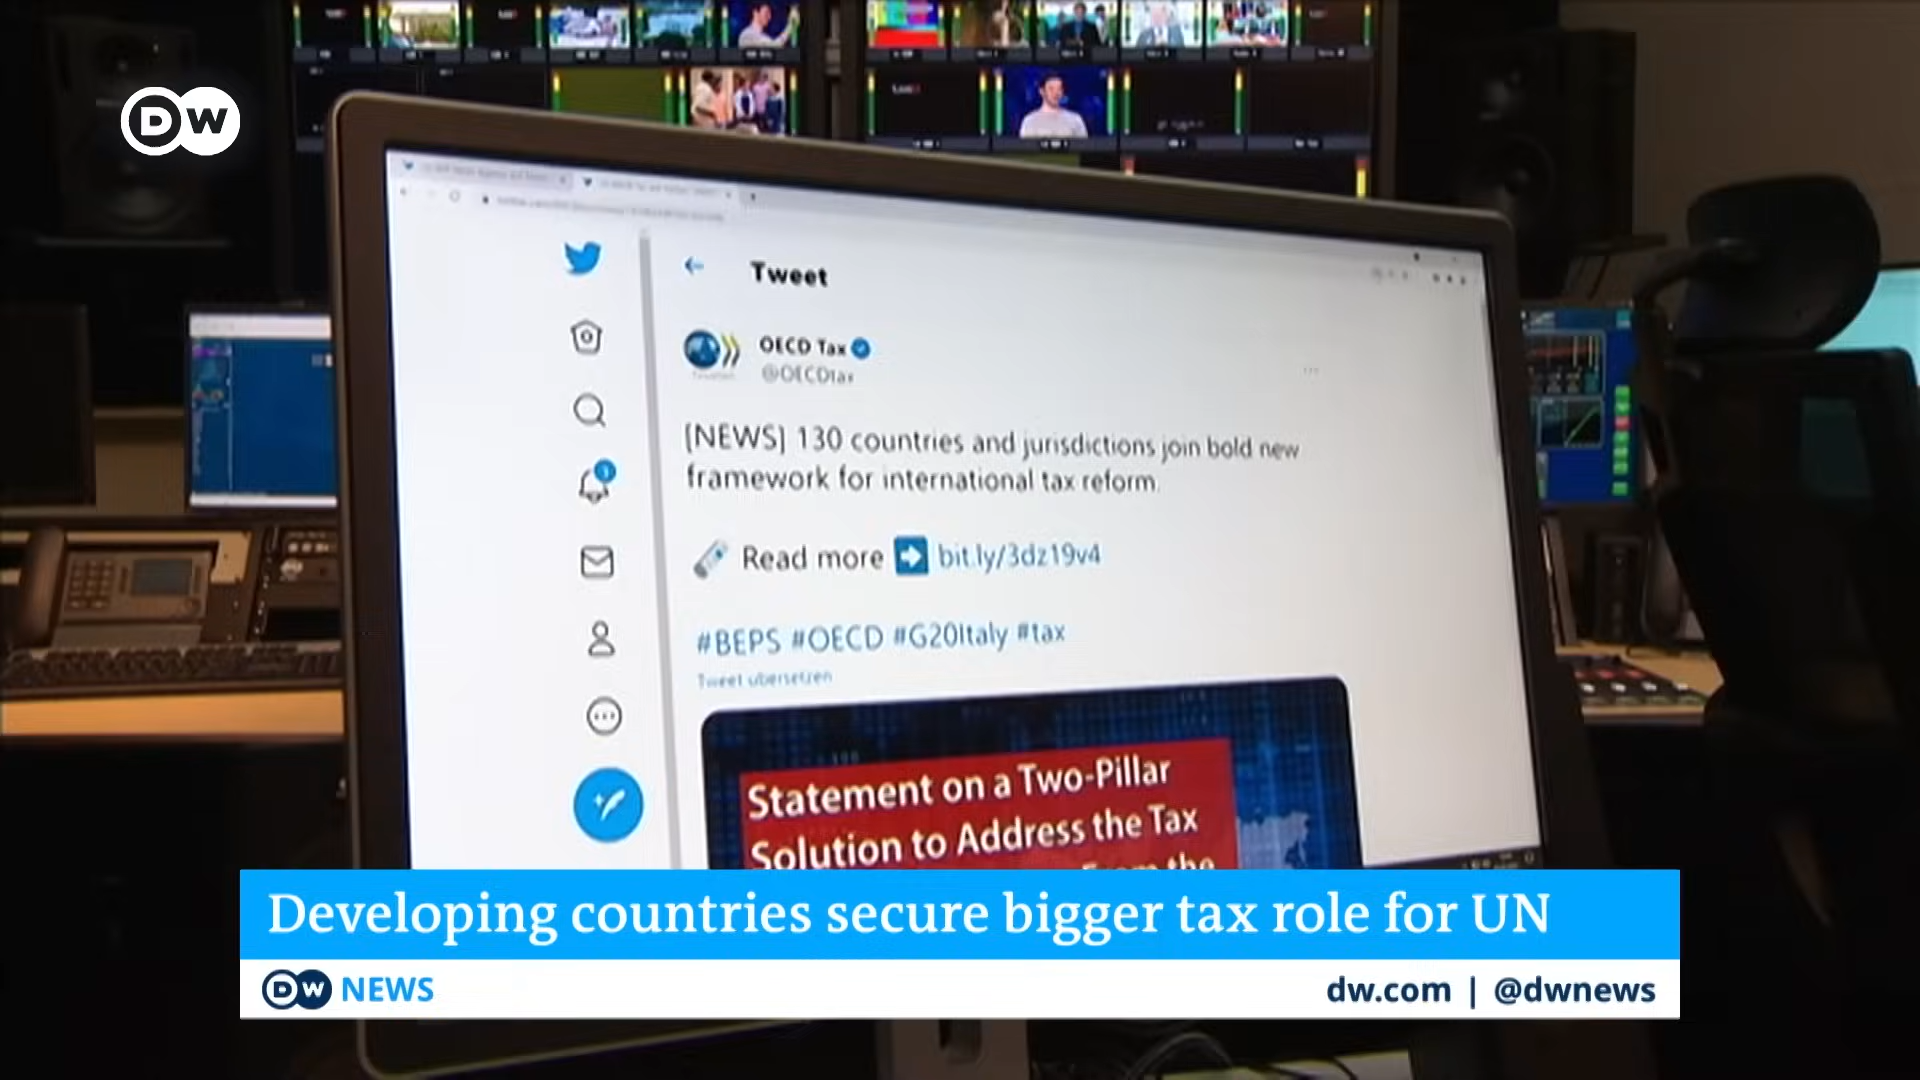 DW
Tweet
OECD Tax
@OECDtax
[NEWS] 130 countries and jurisdictions join bold new
framework for international tax reform.
Read more bit.ly/3dz19v4
#BEPS #OECD #G20Italy #tax
Tweet übersetzen
Statement on a Two-Pillar
Solution to Address the Tax
From the
Developing countries secure bigger tax role for UN
DW NEWS
dw.com | @dwnews